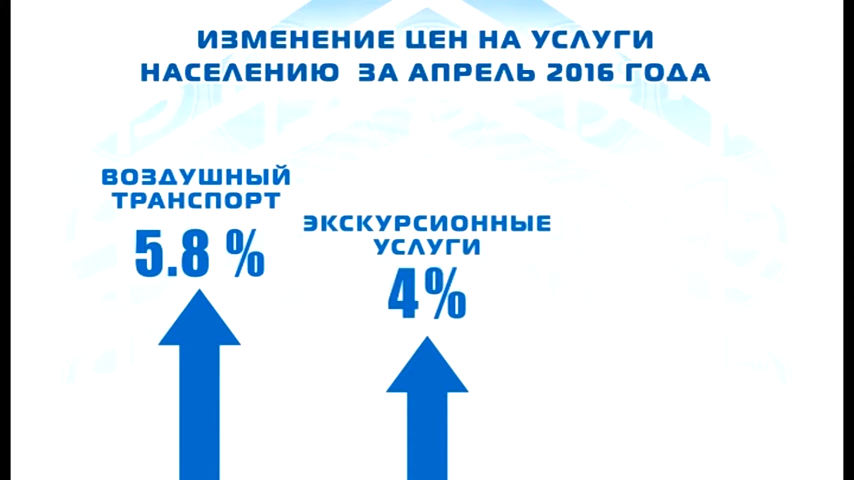 ИЗМЕНЕНИЕ ЦЕН НА УСЛУГИ
НАСЕЛЕНИЮ ЗА АПРЕЛЬ 2016 ГОДА
ВОЗДУШНЫЙ
ТРАНСПОРТ
5.8 %
ЭКСКУРСИОННЫЕ
УСЛУГИ
4%